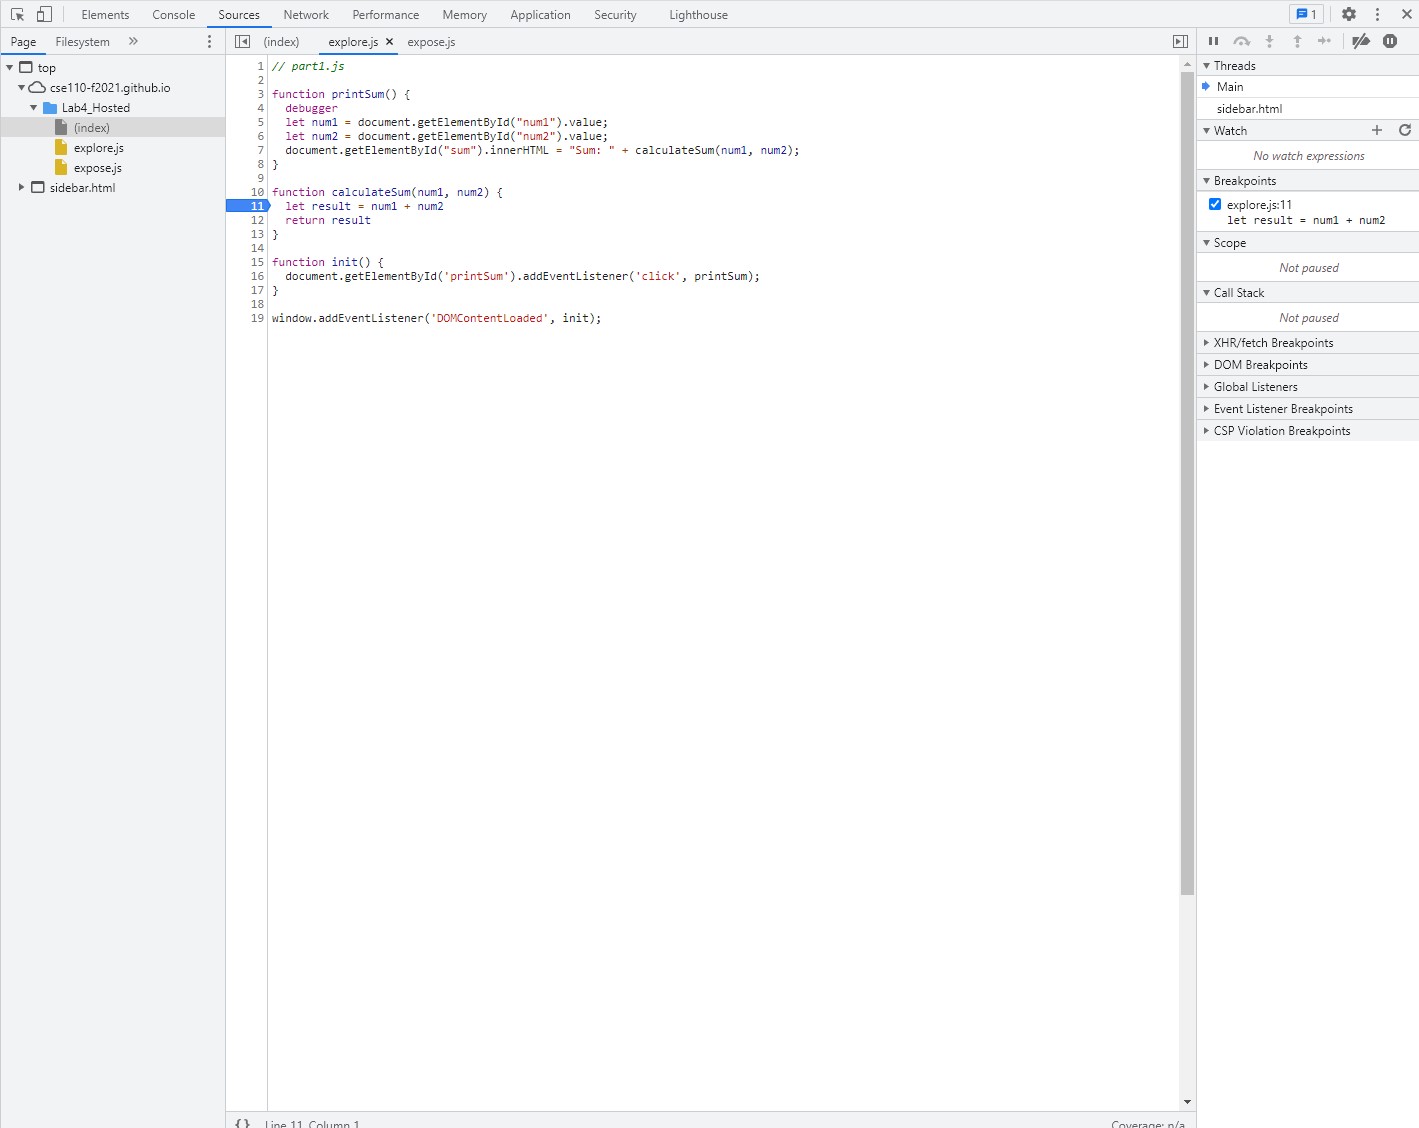 Elements Console Sources Network Performance Memory Application Security Lighthouse 1
Page Filesystem
(index) explore.js expose.js
top
cse110-f2021.github.io
Lab4_Hosted
(index)
explore.js
expose.js
sidebar.html
1 // part1.js
2
3 function printSum() {
4 debugger
5 let num1 = document.getElementById("num1").value;
6 let num2 = document.getElementById("num2").value;
7 document.getElementById("sum").innerHTML = "Sum: " + calculateSum(num1, num2);
8 }
9
10 function calculateSum(num1, num2) {
11 let result = num1 + num2
12 return result
13 }
14
15 function init() {
16 document.getElementById('printSum').addEventListener('click', printSum);
17 }
18
19 window.addEventListener('DOMContentLoaded', init);
{} Line 11, Column 1 Coverage: n/a
Threads
Main
sidebar.html
Watch
No watch expressions
Breakpoints
explore.js:11
let result = num1 + num2
Scope
Not paused
Call Stack
Not paused
XHR/fetch Breakpoints
DOM Breakpoints
Global Listeners
Event Listener Breakpoints
CSP Violation Breakpoints